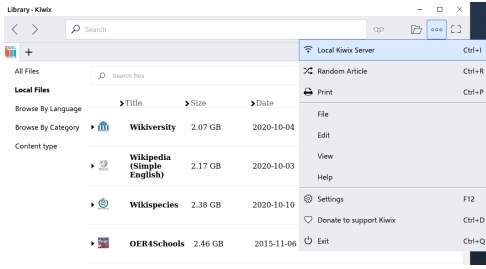 Library - Kiwix
Search
Local Kiwix Server Ctrl+I
Random Article Ctrl+R
Print Ctrl+P
File
Edit
View
Help
Settings F12
Donate to support Kiwix Ctrl+D
Exit Ctrl+Q
All Files
Local Files
Browse By Language
Browse By Category
Content type
Search files
Title Size Date
Wikiversity 2.07 GB 2020-10-04
Wikipedia
(Simple
English) 2.17 GB 2020-10-03
Wikispecies 2.38 GB 2020-10-10
OER4Schools 2.46 GB 2015-11-06